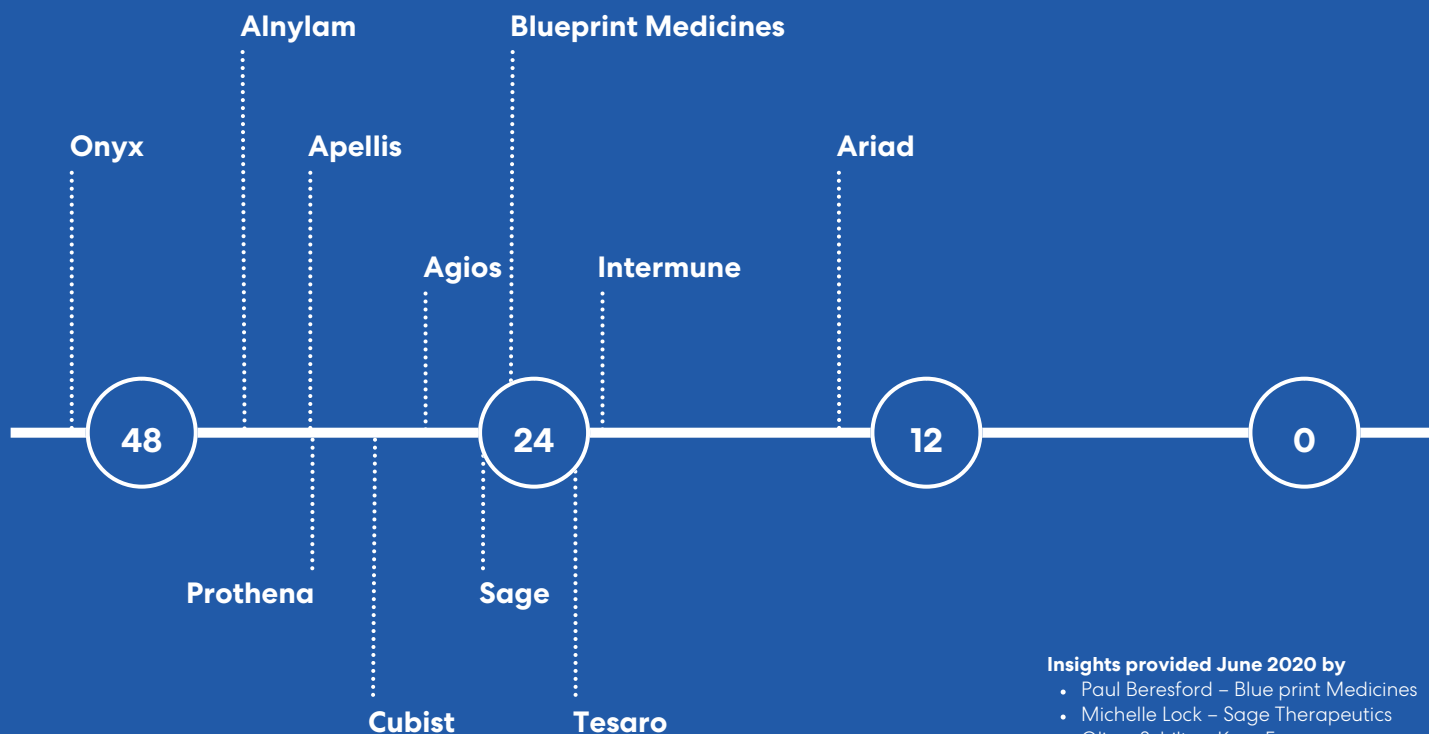 Alnylam
Blueprint Medicines
Onyx
Apellis
Ariad
Agios
Intermune
48
24
12
0
Prothena
Sage
Cubist
Tesaro
Insights provided June 2020 by
• Paul Beresford – Blue print Medicines
• Michelle Lock – Sage Therapeutics